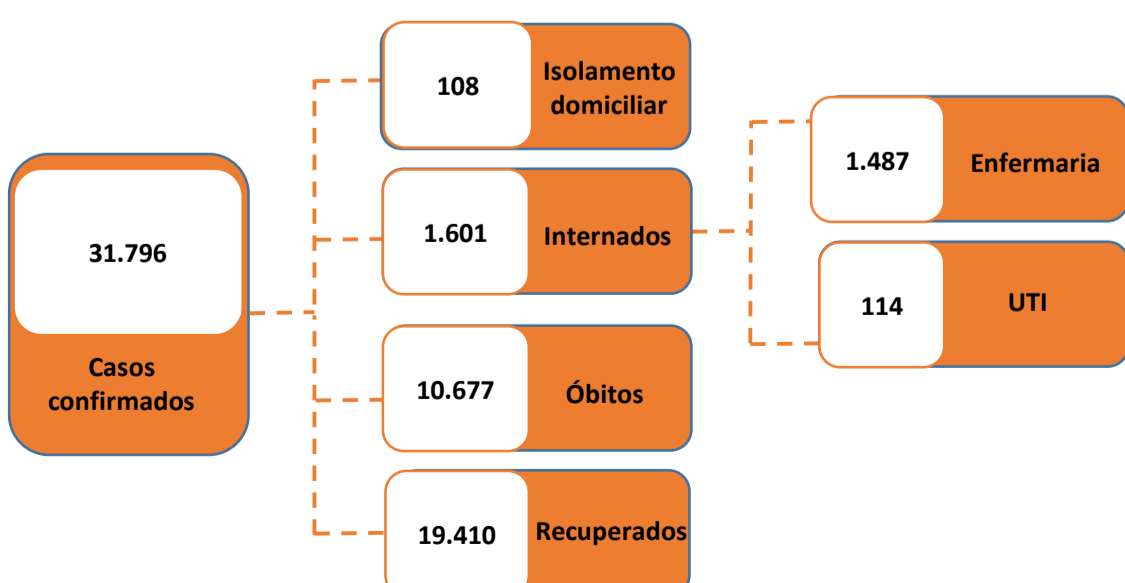 31.796
Casos
confirmados
108
Isolamento
domiciliar
1.601
Internados
10.677
Óbitos
19.410
Recuperados
1.487
Enfermaria
114
UTI